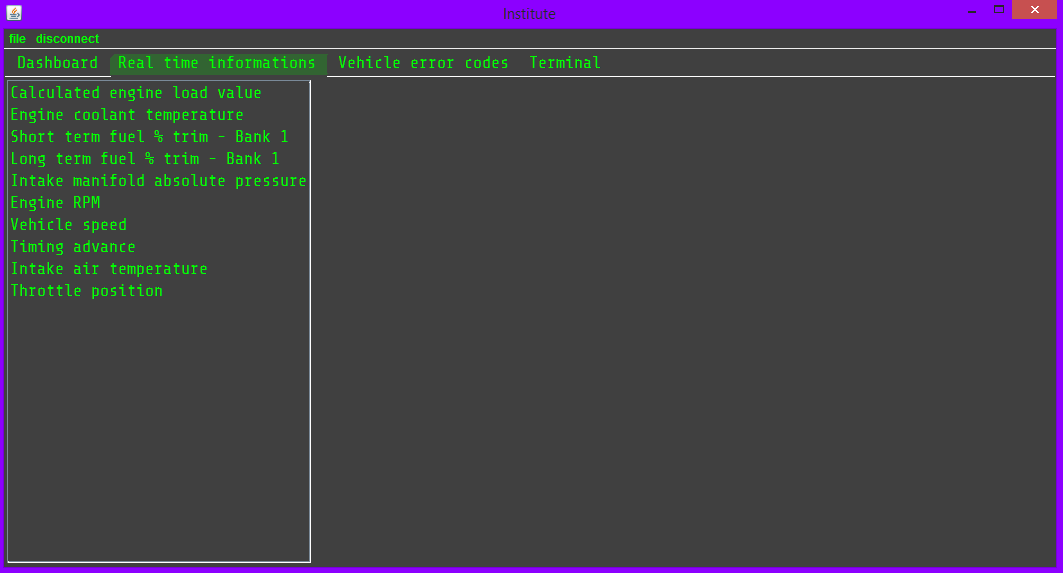 Institute
file disconnect
Dashboard Real time informations Vehicle error codes Terminal
Calculated engine load value
Engine coolant temperature
Short term fuel % trim - Bank 1
Long term fuel % trim - Bank 1
Intake manifold absolute pressure
Engine RPM
Vehicle speed
Timing advance
Intake air temperature
Throttle position